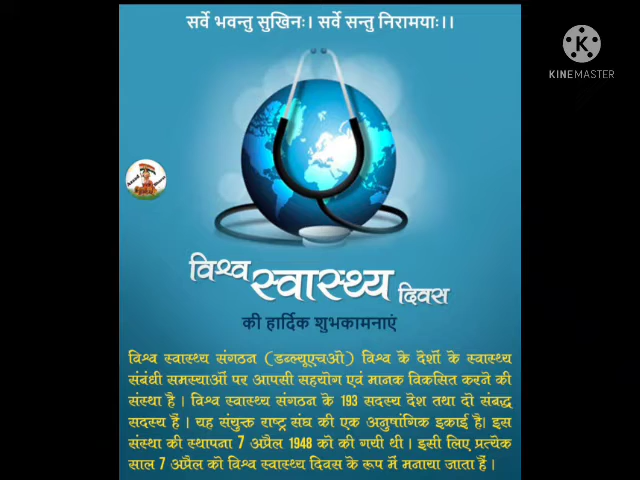 सर्वे भवन्तु सुखिनः। सर्वे सन्तु निरामयाः।।
KINEMASTER
विश्व स्वास्थ्य दिवस
की हार्दिक शुभकामनाएं
विश्व स्वास्थ्य संगठन (डब्ल्यूएचओ) विश्व के देशों के स्वास्थ्य
संबंधी समस्याओं पर आपसी सहयोग एवं मानक विकसित करने की
संस्था है। विश्व स्वास्थ्य संगठन के 193 सदस्य देश तथा दो संबद्ध
सदस्य हैं। यह संयुक्त राष्ट्र संघ की एक अनुषांगिक इकाई है। इस
संस्था की स्थापना 7 अप्रैल 1948 को की गयी थी। इसी लिए प्रत्येक
साल 7 अप्रैल को विश्व स्वास्थ्य दिवस के रूप में मनाया जाता हैं।